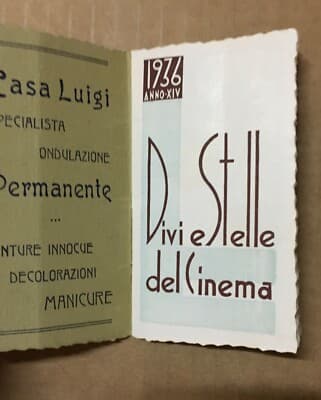 Casa Luigi
SPECIALISTA
ONDULAZIONE
Permanente
...
TINTURE INNOCUE
DECOLORAZIONI
MANICURE
1936
ANNO·XIV
Divi e Stelle
del Cinema